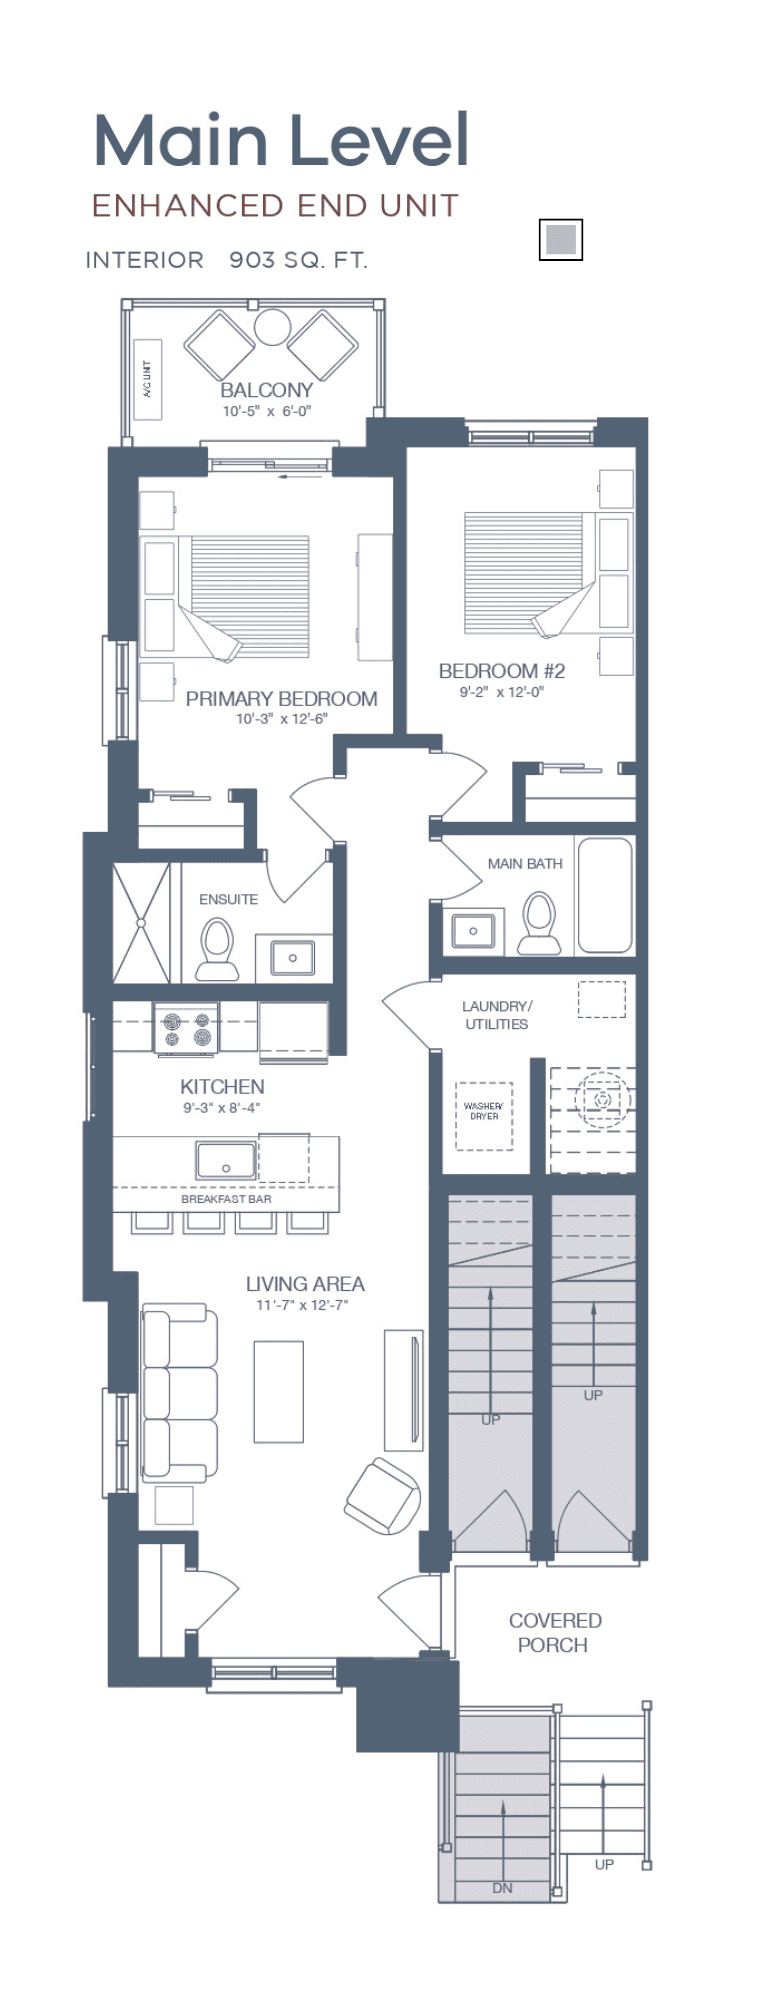 Main Level
ENHANCED END UNIT
INTERIOR 903 SQ. FT.
A/C UNIT
BALCONY
10'-5" x 6'-0"
BEDROOM #2
9'-2" x 12'-0"
PRIMARY BEDROOM
10'-3" x 12'-6"
MAIN BATH
ENSUITE
LAUNDRY/
UTILITIES
KITCHEN
9'-3" x 8'-4"
WASHER/
DRYER
BREAKFAST BAR
LIVING AREA
11'-7" x 12'-7"
UP
UP
COVERED
PORCH
UP
DN